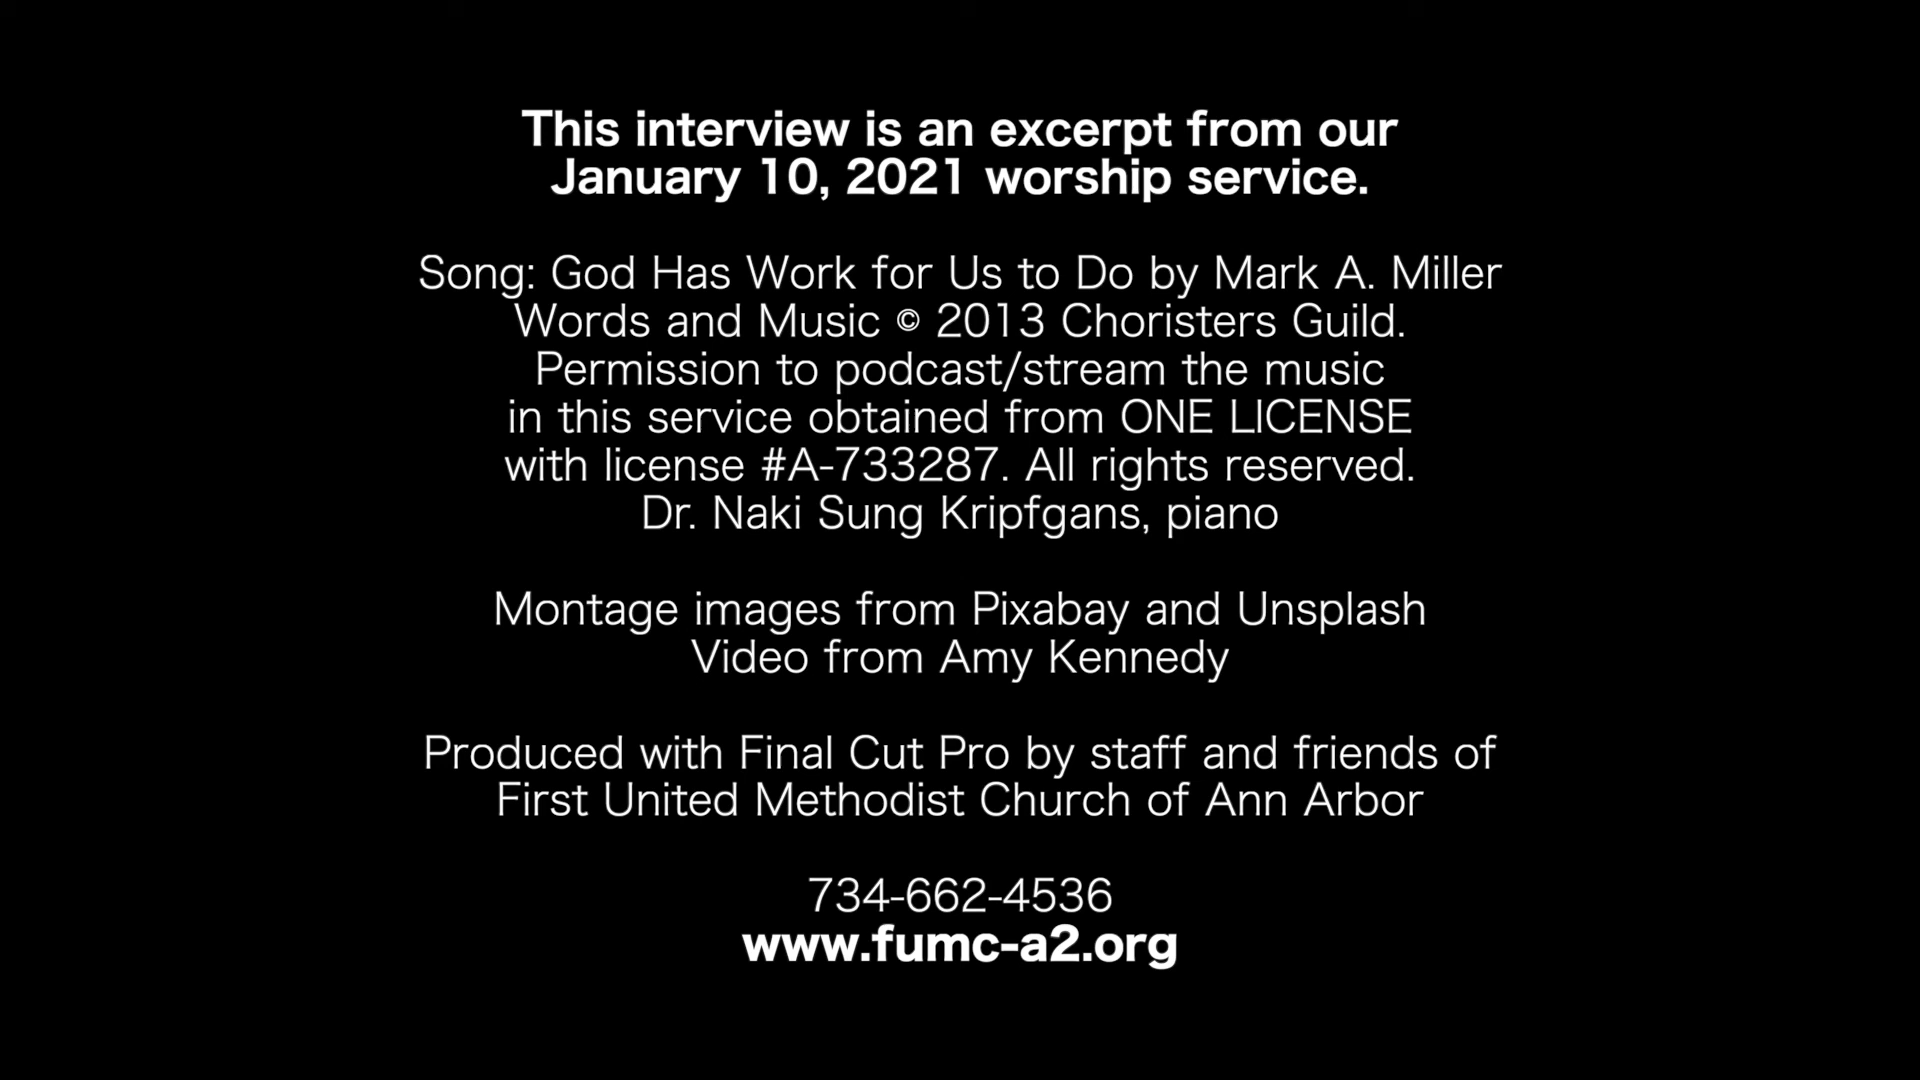 This interview is an excerpt from our
January 10, 2021 worship service.
Song: God Has Work for Us to Do by Mark A. Miller
Words and Music © 2013 Choristers Guild.
Permission to podcast/stream the music
in this service obtained from ONE LICENSE
with license #A-733287. All rights reserved.
Dr. Naki Sung Kripfgans, piano
Montage images from Pixabay and Unsplash
Video from Amy Kennedy
Produced with Final Cut Pro by staff and friends of
First United Methodist Church of Ann Arbor
734-662-4536
www.fumc-a2.org